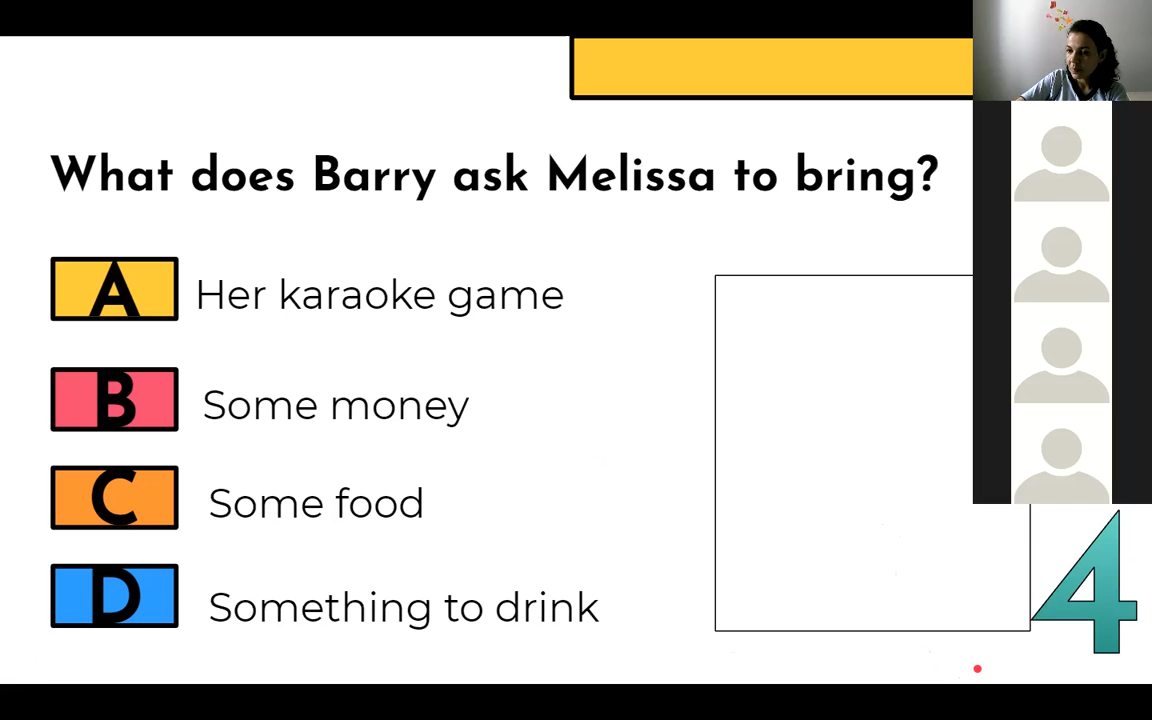 What does Barry ask Melissa to bring?
A Her karaoke game
B Some money
C Some food
D Something to drink
4